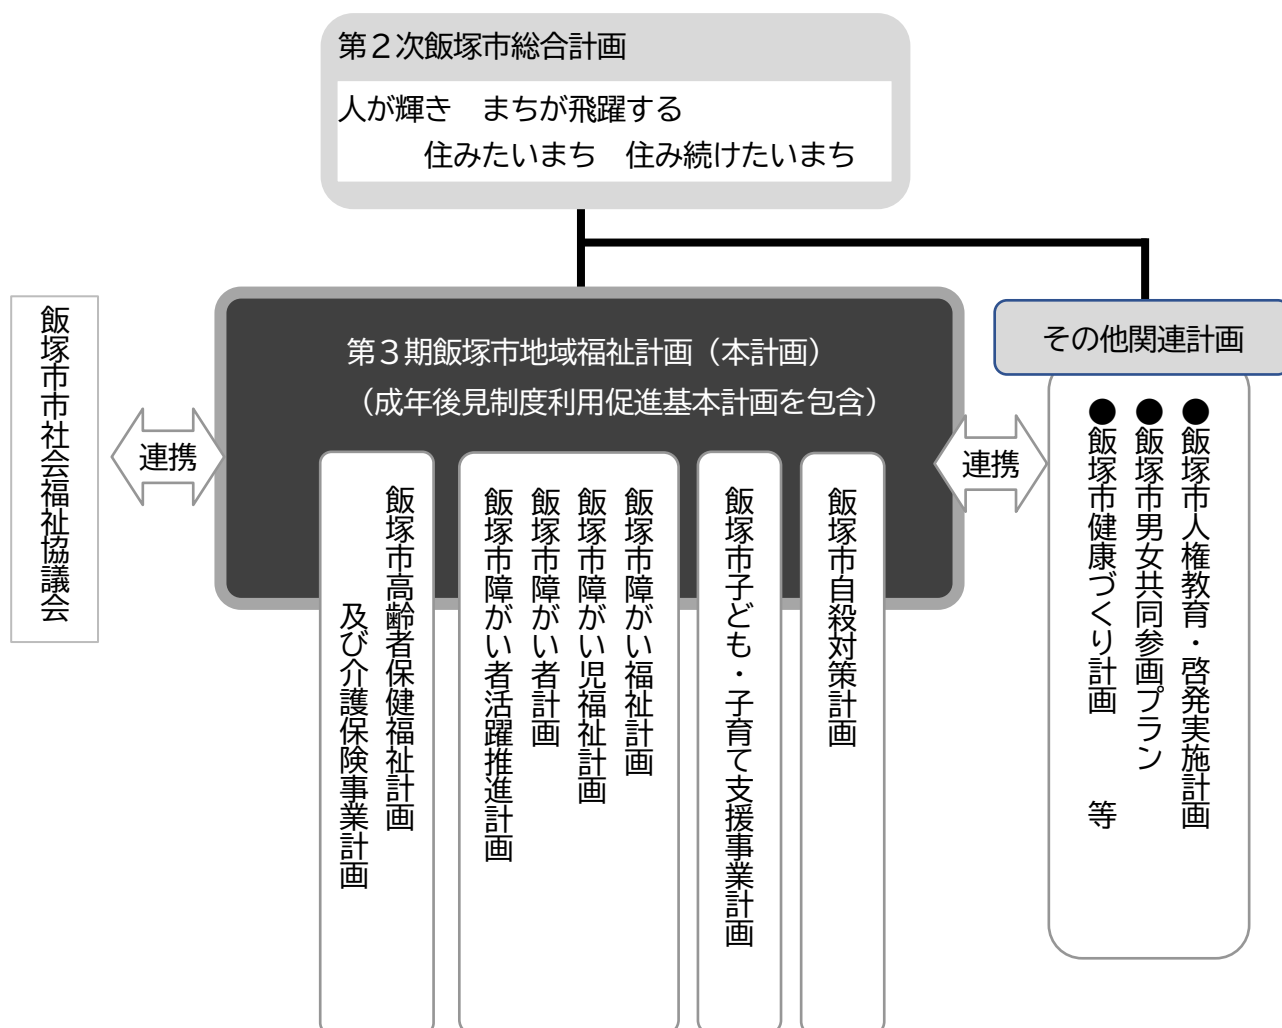 第２次飯塚市総合計画
人が輝き　まちが飛躍する
住みたいまち　住み続けたいまち
飯塚市市社会福祉協議会
連携
第３期飯塚市地域福祉計画（本計画）
（成年後見制度利用促進基本計画を包含）
連携
その他関連計画
飯塚市自殺対策計画
飯塚市子ども・子育て支援事業計画
飯塚市障がい福祉計画
飯塚市障がい児福祉計画
飯塚市障がい者計画
飯塚市障がい者活躍推進計画
飯塚市高齢者保健福祉計画
及び介護保険事業計画
●飯塚市人権教育・啓発実施計画
●飯塚市男女共同参画プラン
●飯塚市健康づくり計画　　等